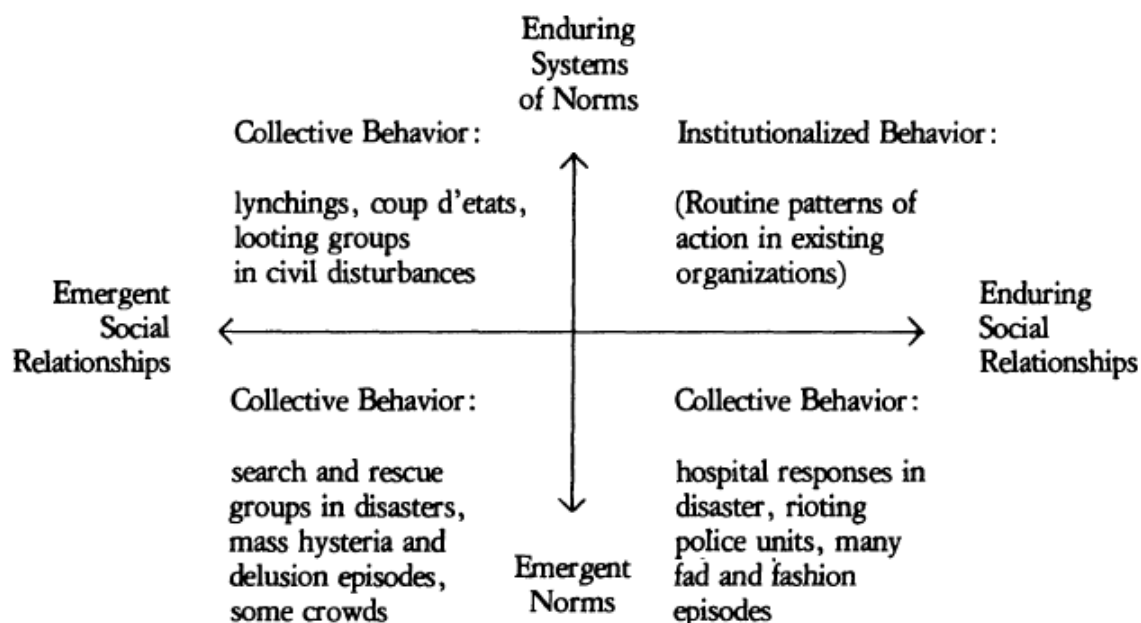 Enduring
Systems
of Norms
Collective Behavior:
lynchings, coup d'etats,
looting groups
in civil disturbances
Institutionalized Behavior:
(Routine patterns of
action in existing
organizations)
Emergent
Social
Relationships
Enduring
Social
Relationships
Collective Behavior:
search and rescue
groups in disasters,
mass hysteria and
delusion episodes,
some crowds
Emergent
Norms
Collective Behavior:
hospital responses in
disaster, rioting
police units, many
fad and fashion
episodes